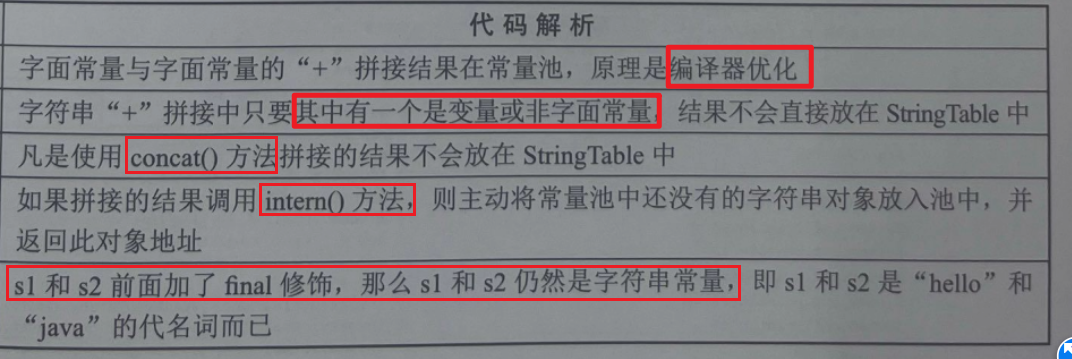 代码解析
字面常量与字面常量的“+”拼接结果在常量池，原理是编译器优化
字符串“+”拼接中只要其中有一个是变量或非字面常量，结果不会直接放在 StringTable 中
凡是使用 concat() 方法拼接的结果不会放在 StringTable 中
如果拼接的结果调用 intern() 方法，则主动将常量池中还没有的字符串对象放入池中，并
返回此对象地址
s1 和 s2 前面加了 final 修饰，那么 s1 和 s2 仍然是字符串常量，即 s1 和 s2 是“hello”和
“java”的代名词而已